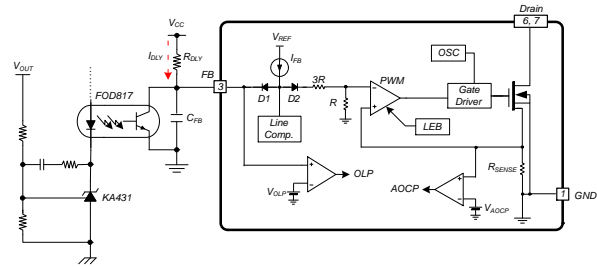 Drain
6, 7
VCC
VREF
OSC
IDLY
RDLY
IFB
VOUT
FB
3
3R
PWM
FOD817
D1
D2
R
Gate
Driver
CFB
Line
Comp.
LEB
KA431
OLP
VOLP
AOCP
RSENSE
VAOCP
1
GND